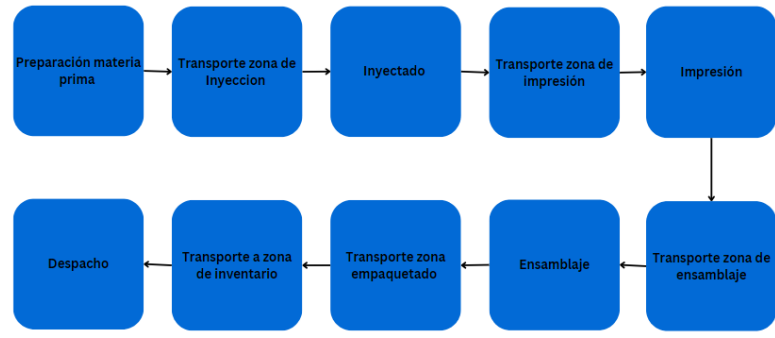 Preparación materia
prima
Transporte zona de
Inyeccion
Inyectado
Transporte zona de
impresión
Impresión
Transporte zona de
ensamblaje
Ensamblaje
Transporte zona
empaquetado
Transporte a zona
de inventario
Despacho